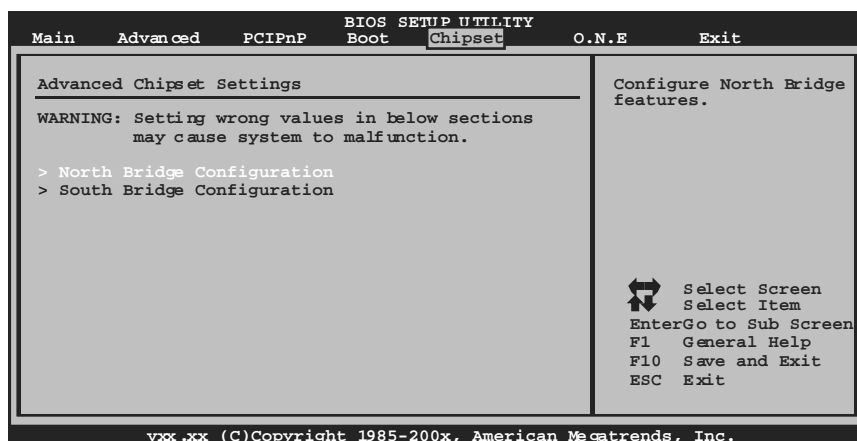 BIOS SETUP UTILITY
Main Advanced PCIPnP Boot Chipset O.N.E Exit
Advanced Chipset Settings
WARNING: Setting wrong values in below sections
may cause system to malfunction.
> North Bridge Configuration
> South Bridge Configuration
Configure North Bridge
features.
Select Screen
Select Item
EnterGo to Sub Screen
F1 General Help
F10 Save and Exit
ESC Exit
vxx.xx (C)Copyright 1985-200x, American Megatrends, Inc.